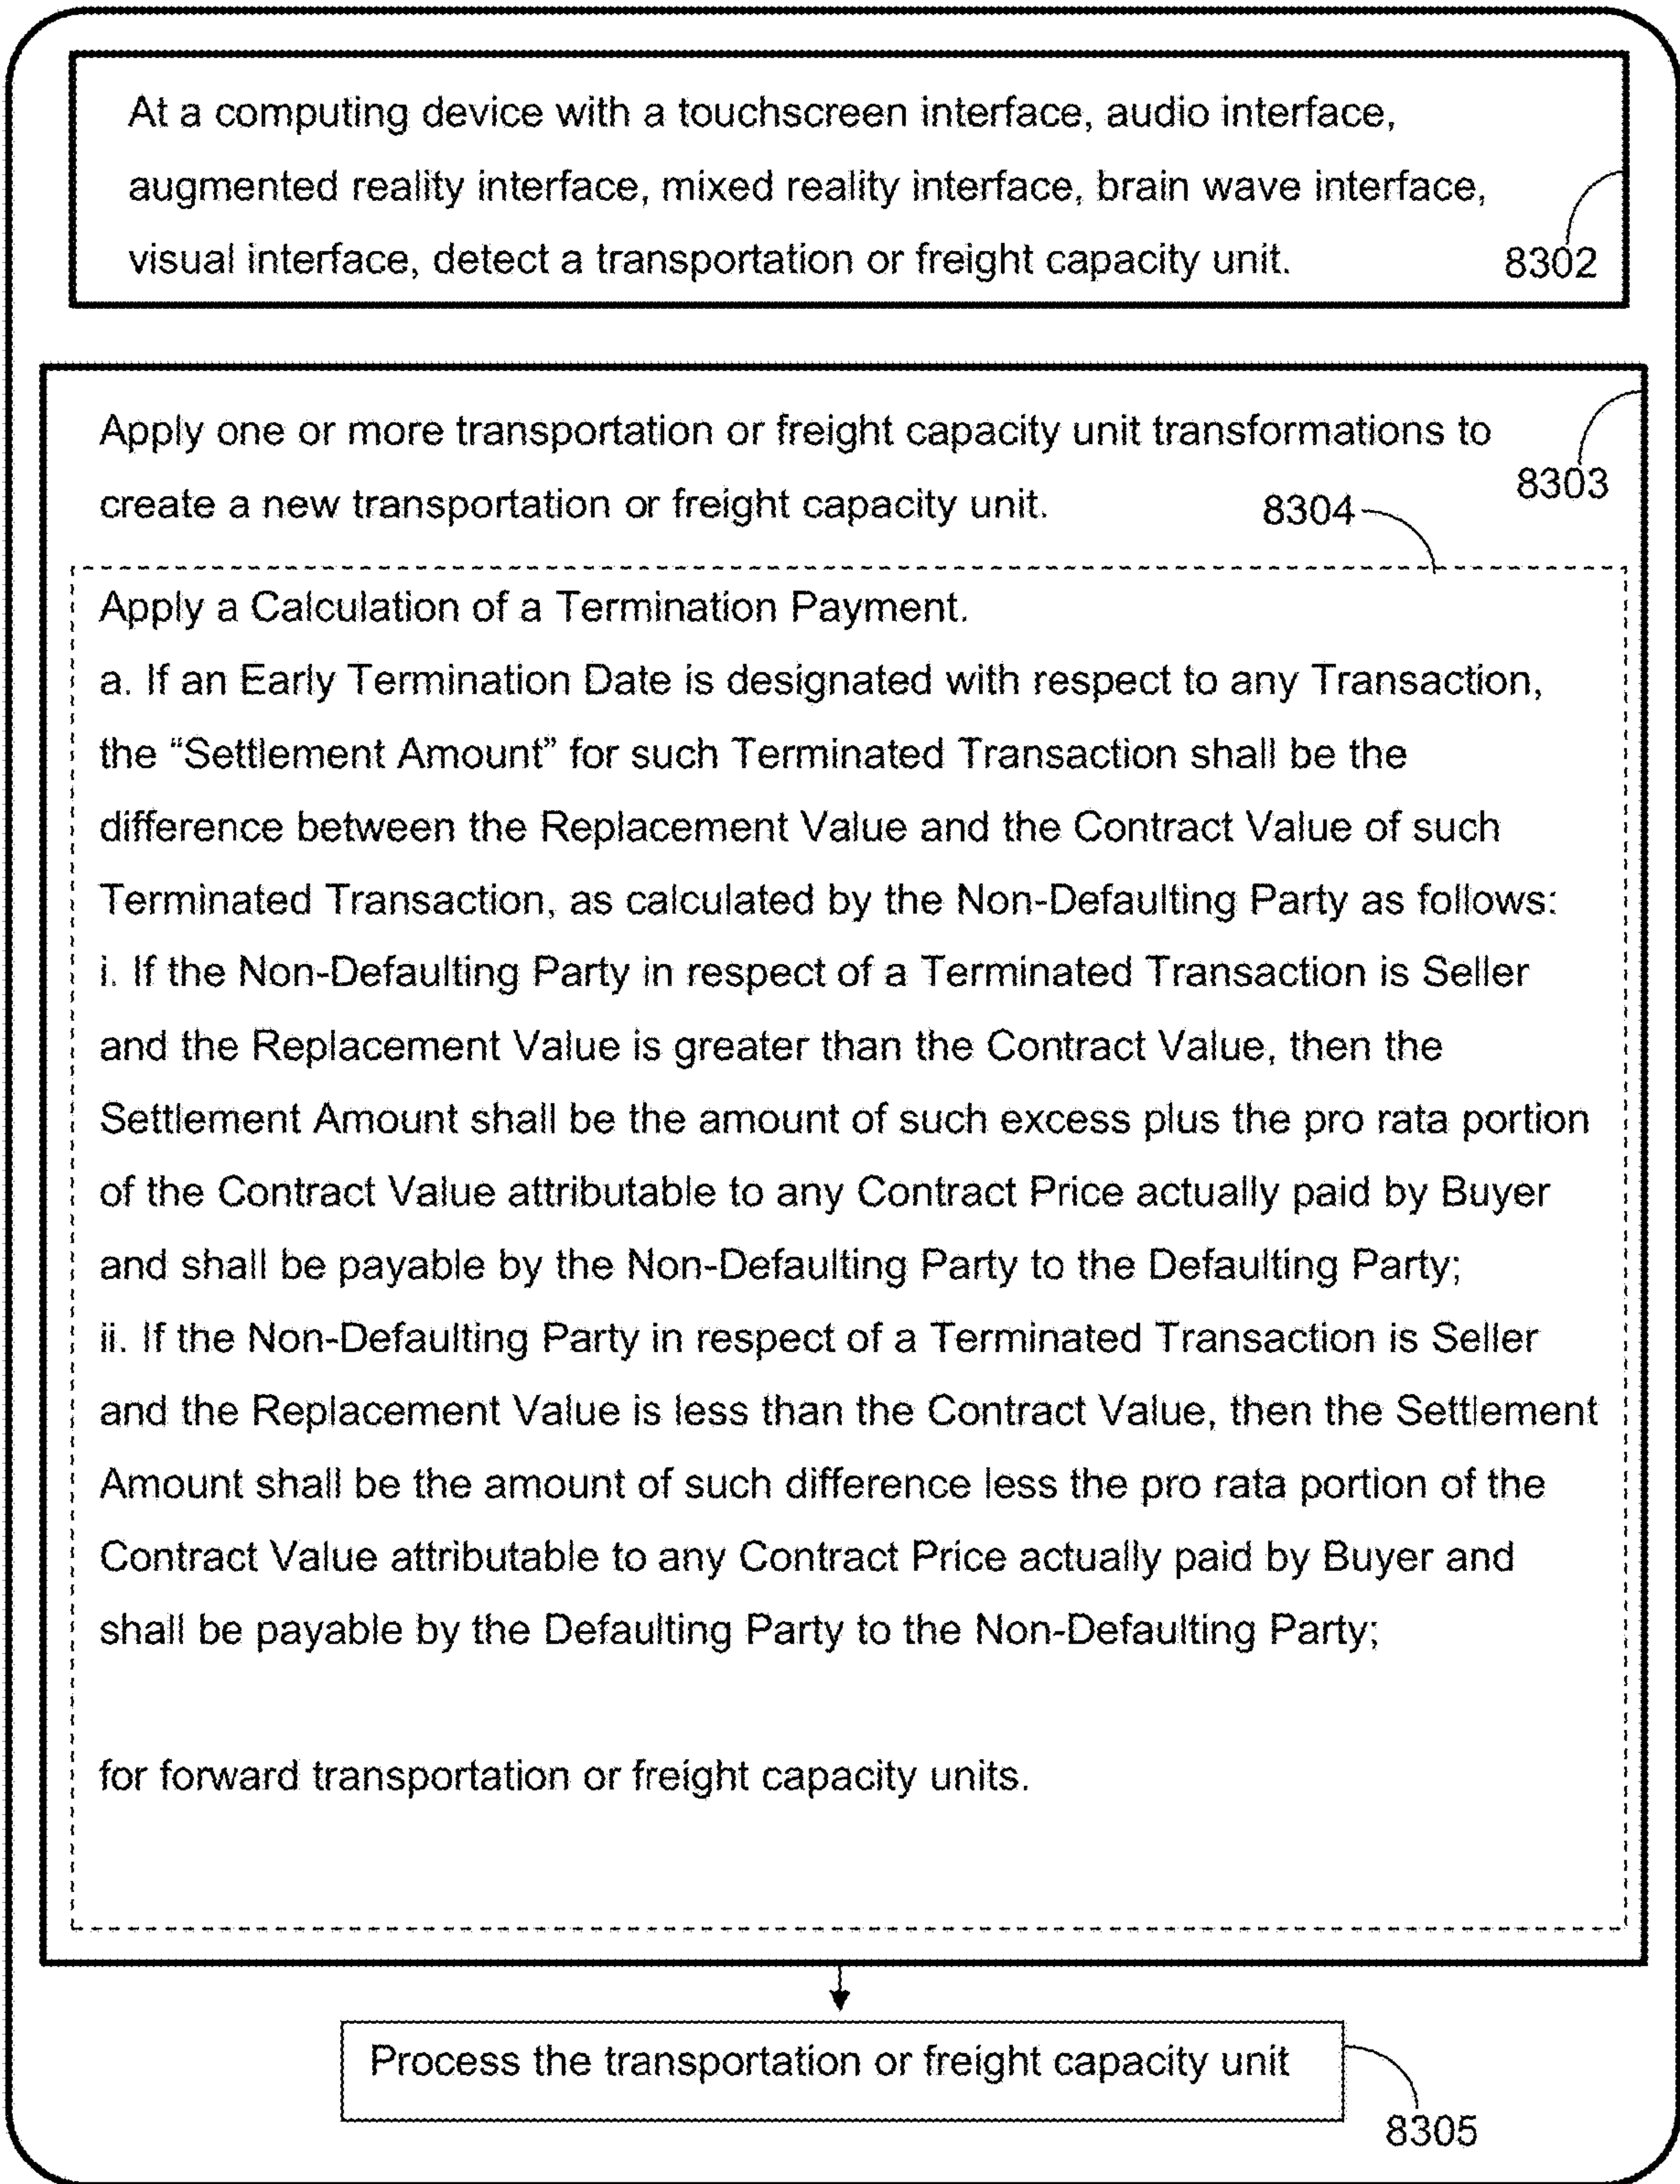 At a computing device with a touchscreen interface, audio interface,
augmented reality interface, mixed reality interface, brain wave interface,
visual interface, detect a transportation or freight capacity unit.
8302
Apply one or more transportation or freight capacity unit transformations to
8303
create a new transportation or freight capacity unit.
8304
Apply a Calculation of a Termination Payment.
a. If an Early Termination Date is designated with respect to any Transaction,
the “Settlement Amount” for such Terminated Transaction shall be the
difference between the Replacement Value and the Contract Value of such
Terminated Transaction, as calculated by the Non-Defaulting Party as follows:
i. If the Non-Defaulting Party in respect of a Terminated Transaction is Seller
and the Replacement Value is greater than the Contract Value, then the
Settlement Amount shall be the amount of such excess plus the pro rata portion
of the Contract Value attributable to any Contract Price actually paid by Buyer
and shall be payable by the Non-Defaulting Party to the Defaulting Party;
ii. If the Non-Defaulting Party in respect of a Terminated Transaction is Seller
and the Replacement Value is less than the Contract Value, then the Settlement
Amount shall be the amount of such difference less the pro rata portion of the
Contract Value attributable to any Contract Price actually paid by Buyer and
shall be payable by the Defaulting Party to the Non-Defaulting Party;
for forward transportation or freight capacity units.
Process the transportation or freight capacity unit
8305